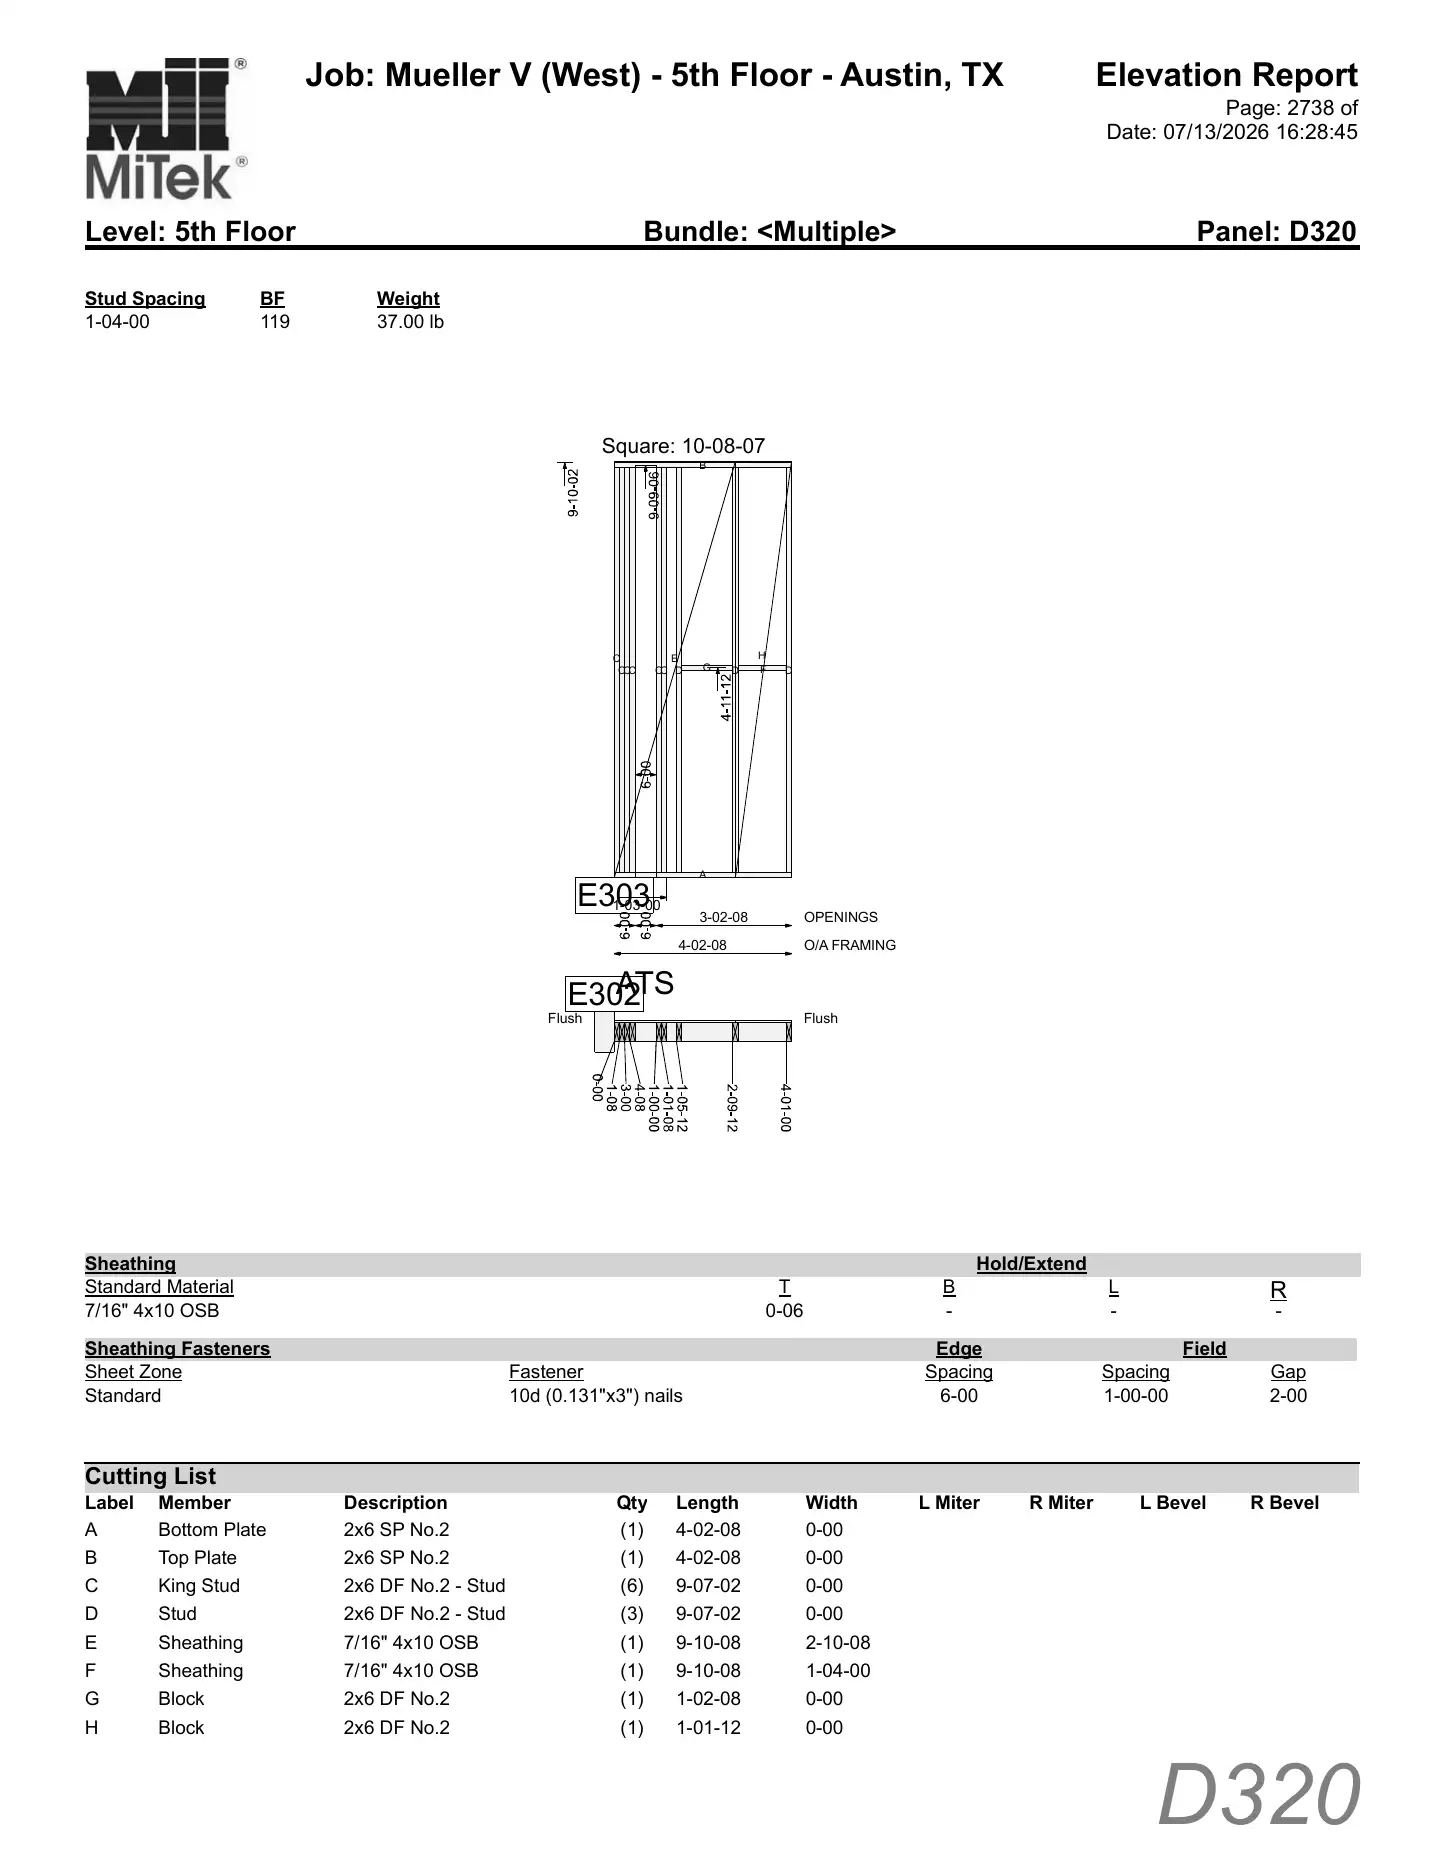 Job: Mueller V (West) - 5th Floor - Austin, TX
Elevation Report
Page: 2738 of
Date: 07/13/2026 16:28:45
MiTek®
Level: 5th Floor Bundle: <Multiple> Panel: D320
Stud Spacing BF Weight
1-04-00 119 37.00 lb
Square: 10-08-07
B
9-10-02
9-09-06
C E G H F
4-11-12
6-00
A
E303
1-03-00
6-00 6-00 3-02-08 OPENINGS
4-02-08 O/A FRAMING
ATS
E302
Flush Flush
0-00 1-08 3-00 4-08 1-00-00 1-01-08 1-05-12 2-09-12 4-01-00
Sheathing Hold/Extend
Standard Material T B L R
7/16" 4x10 OSB 0-06 - - -
Sheathing Fasteners Edge Field
Sheet Zone Fastener Spacing Spacing Gap
Standard 10d (0.131"x3") nails 6-00 1-00-00 2-00
Cutting List
Label Member Description Qty Length Width L Miter R Miter L Bevel R Bevel
A Bottom Plate 2x6 SP No.2 (1) 4-02-08 0-00
B Top Plate 2x6 SP No.2 (1) 4-02-08 0-00
C King Stud 2x6 DF No.2 - Stud (6) 9-07-02 0-00
D Stud 2x6 DF No.2 - Stud (3) 9-07-02 0-00
E Sheathing 7/16" 4x10 OSB (1) 9-10-08 2-10-08
F Sheathing 7/16" 4x10 OSB (1) 9-10-08 1-04-00
G Block 2x6 DF No.2 (1) 1-02-08 0-00
H Block 2x6 DF No.2 (1) 1-01-12 0-00
D320